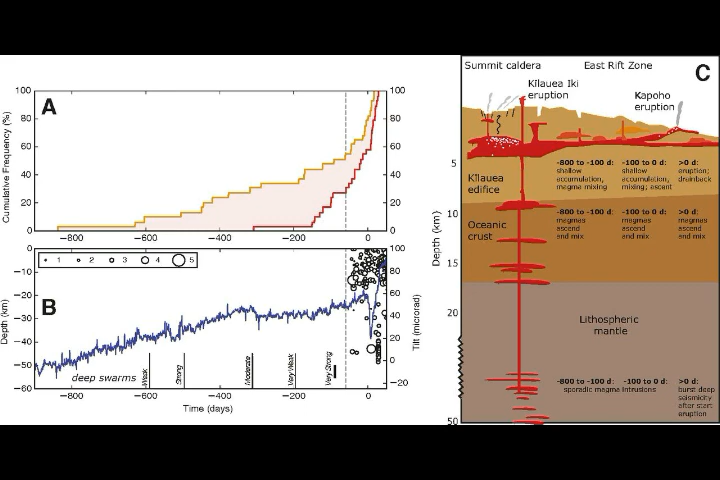 A
100
80
60
40
20
0
Cumulative Frequency (%)
100
80
60
40
20
0
−800
−600
−400
−200
0
B
0
−10
−20
−30
−40
−50
−60
Depth (km)
1 2 3 4 5
100
80
60
40
20
0
−20
Tilt (microrad)
deep swarms
Weak
Strong
Moderate
Very Weak
Very Strong
−800
−600
−400
−200
0
Time (days)
Summit caldera
East Rift Zone
C
Kīlauea Iki
eruption
Kapoho
eruption
5
10
15
20
50
Depth (km)
Kīlauea
edifice
-800 to -100 d:
shallow
accumulation,
magma mixing
-100 to 0 d:
shallow
accumulation,
mixing; ascent
>0 d:
eruption;
drainback
Oceanic
crust
-800 to -100 d:
magmas
ascend
and mix
-100 to 0 d:
magmas
ascend
and mix
>0 d:
magmas
ascend
and mix
Lithospheric
mantle
-800 to -100 d:
-100 to 0 d:
sporadic magma intrusions
>0 d:
burst deep
seismicity
after start
eruption